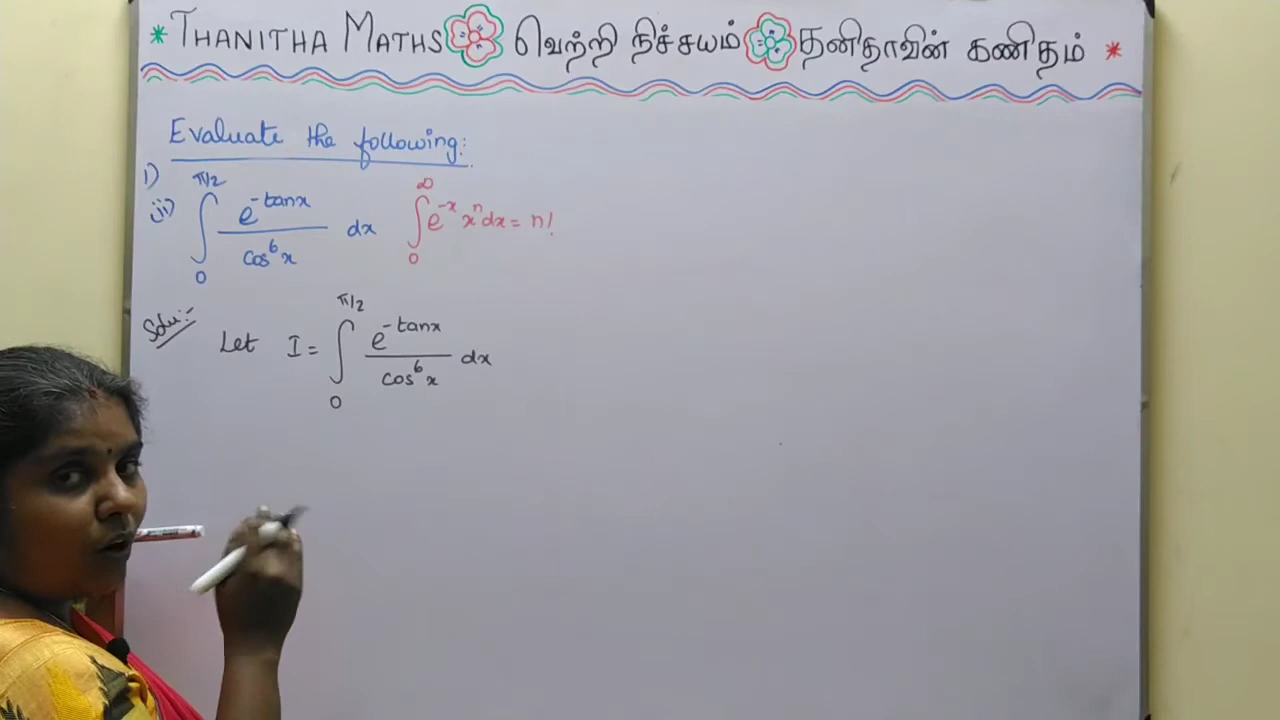 * THANITHA MATHS வெற்றி நிச்சயம் தனிதாவின் கணிதம் *
Evaluate the following:
1)
ii) ∫₀^{π/2} e^{-tanx}/cos⁶x dx ∫₀^∞ e^{-x} xⁿ dx = n!
Solu:- Let I = ∫₀^{π/2} e^{-tanx}/cos⁶x dx